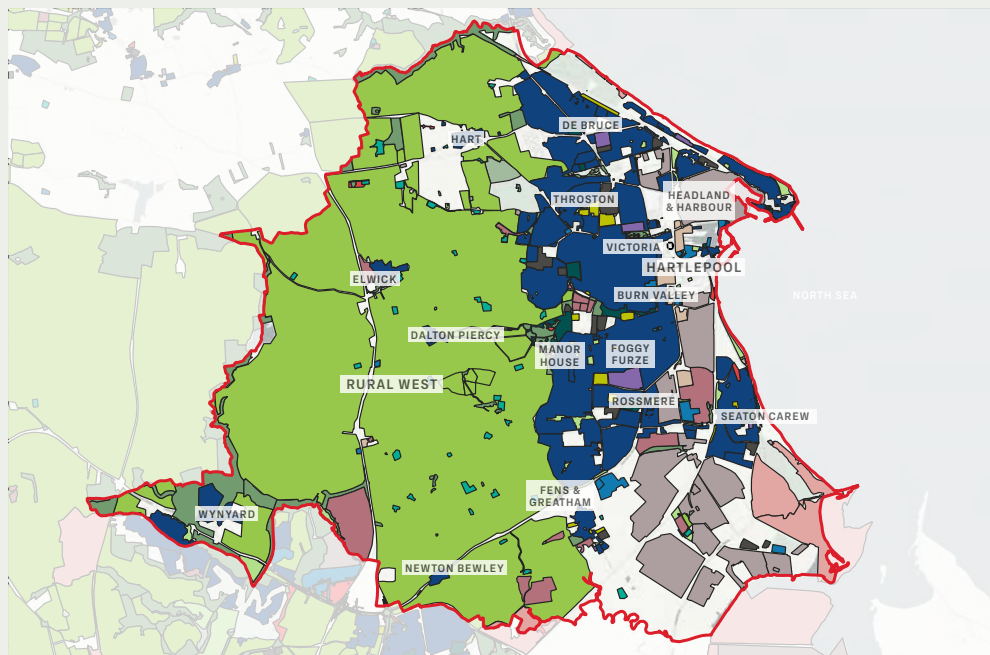 DE BRUCE
HART
THROSTON
HEADLAND
& HARBOUR
VICTORIA
HARTLEPOOL
ELWICK
BURN VALLEY
NORTH SEA
DALTON PIERCY
MANOR
HOUSE
FOGGY
FURZE
RURAL WEST
ROSSMERE
SEATON CAREW
FENS &
GREATHAM
WYNYARD
NEWTON BEWLEY